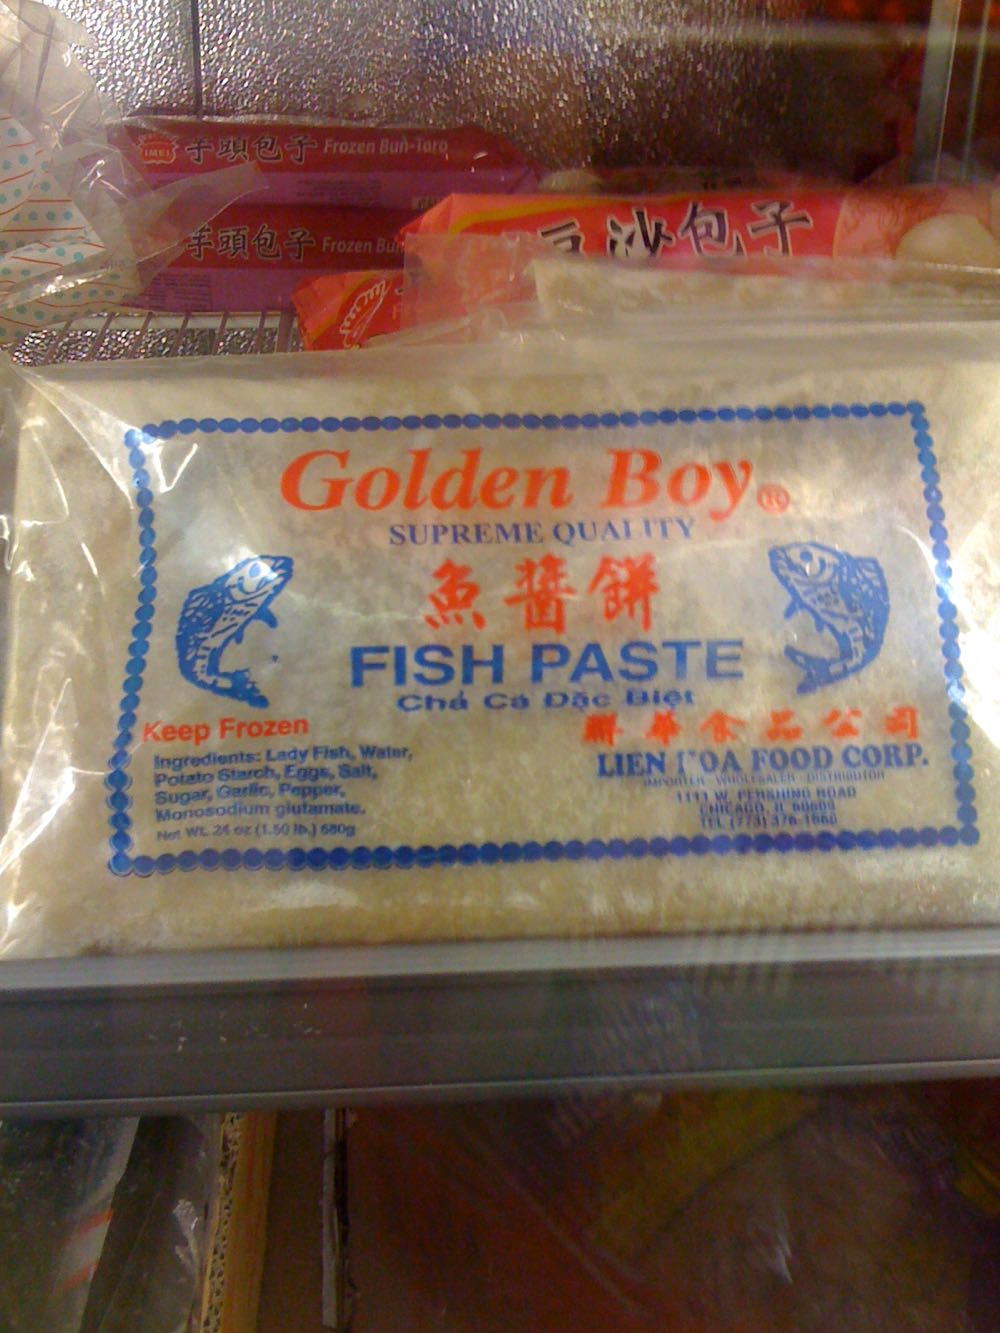 IMEI 芋頭包子 Frozen Bun-Taro
芋頭包子 Frozen Bun
豆沙包子
Golden Boy®
SUPREME QUALITY
魚醬餅
FISH PASTE
Chả Cá Đặc Biệt
Keep Frozen
Ingredients: Lady Fish, Water,
Potato Starch, Eggs, Salt,
Sugar, Garlic, Pepper,
Monosodium glutamate.
Net Wt. 24 oz (1.50 lb.) 680g
聯華食品公司
LIEN HOA FOOD CORP.
IMPORTER WHOLESALER DISTRIBUTOR
1111 W. PERSHING ROAD
CHICAGO, IL 60609
TEL (773) 376-1880